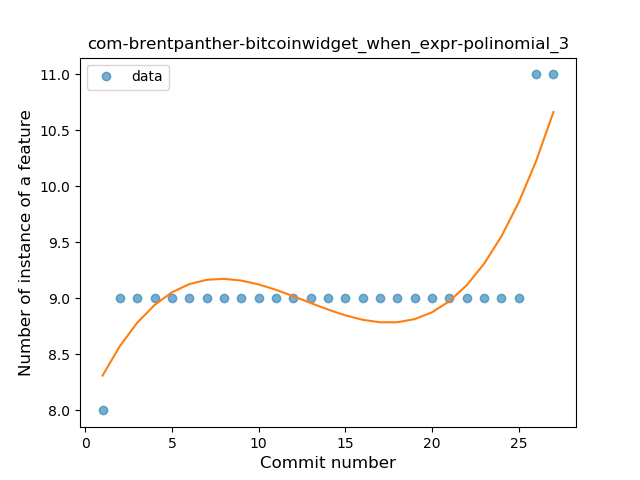 com-brentpanther-bitcoinwidget_when_expr-polinomial_3
data
11.0
10.5
10.0
9.5
9.0
8.5
8.0
Number of instance of a feature
0 5 10 15 20 25
Commit number